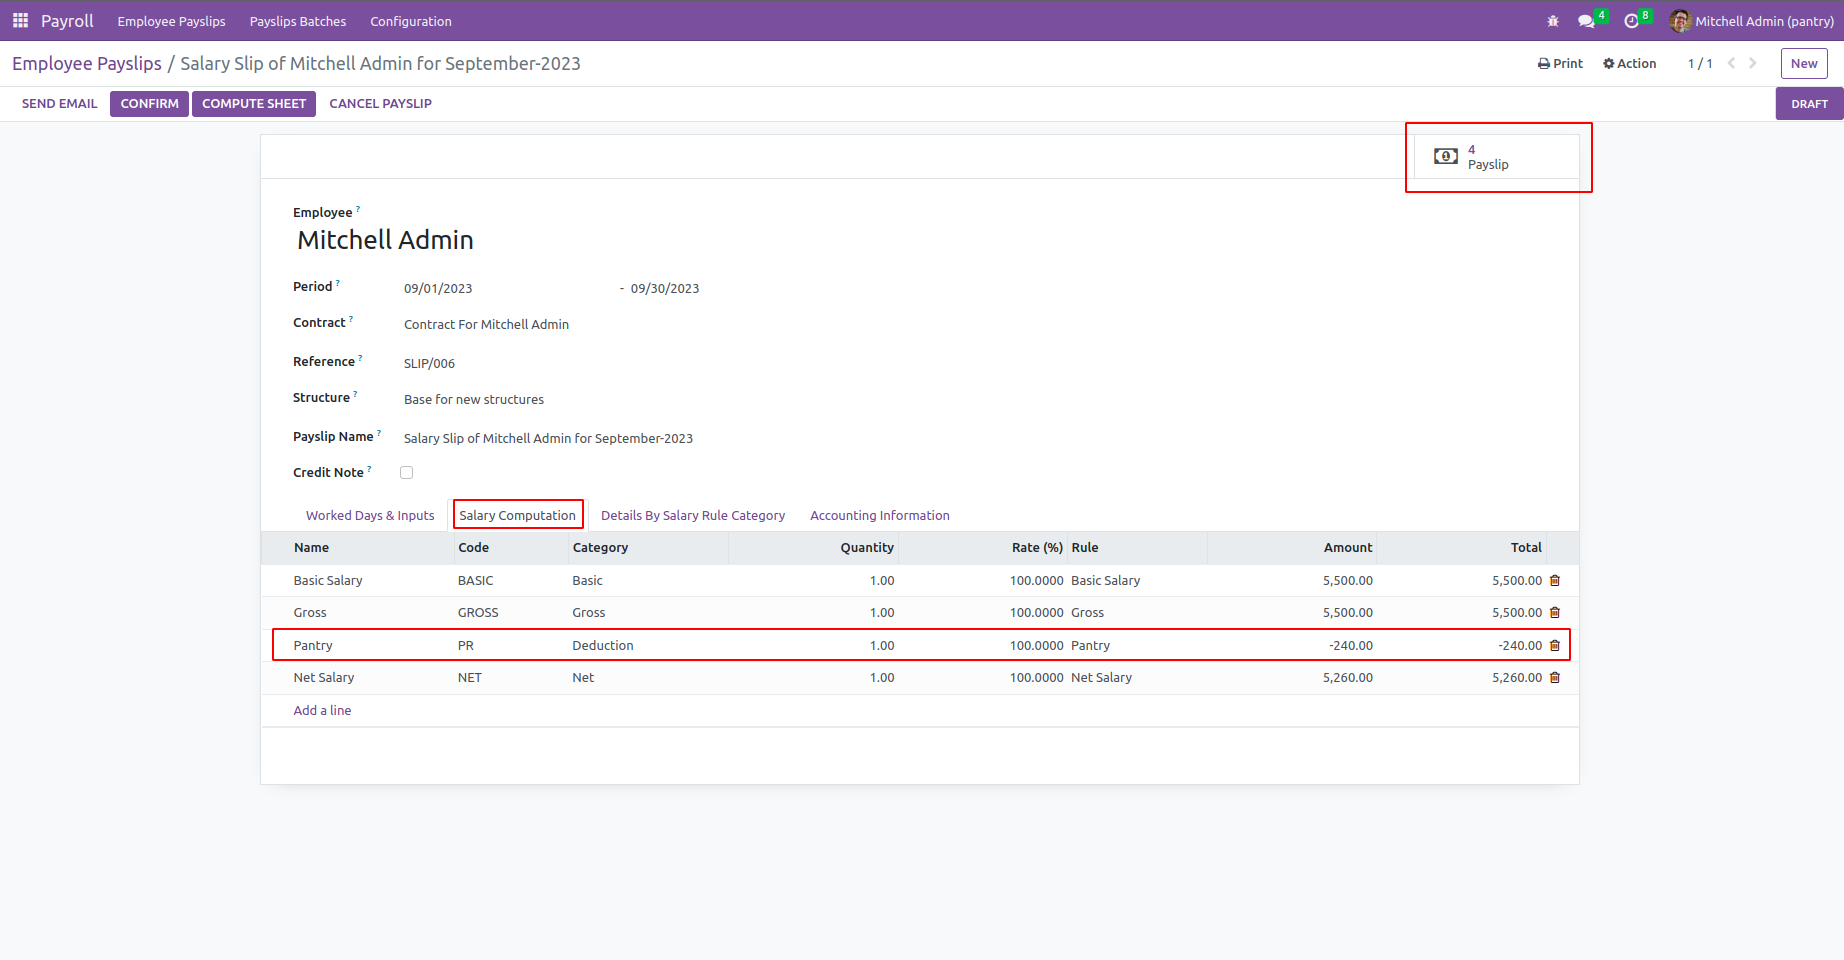 Payroll Employee Payslips Payslips Batches Configuration 4 8 Mitchell Admin (pantry)
Employee Payslips / Salary Slip of Mitchell Admin for September-2023 Print Action 1 / 1 New
SEND EMAIL CONFIRM COMPUTE SHEET CANCEL PAYSLIP DRAFT
4
Payslip
Employee ?
Mitchell Admin
Period ? 09/01/2023 - 09/30/2023
Contract ? Contract For Mitchell Admin
Reference ? SLIP/006
Structure ? Base for new structures
Payslip Name ? Salary Slip of Mitchell Admin for September-2023
Credit Note ?
Worked Days & Inputs Salary Computation Details By Salary Rule Category Accounting Information
Name Code Category Quantity Rate (%) Rule Amount Total
Basic Salary BASIC Basic 1.00 100.0000 Basic Salary 5,500.00 5,500.00
Gross GROSS Gross 1.00 100.0000 Gross 5,500.00 5,500.00
Pantry PR Deduction 1.00 100.0000 Pantry -240.00 -240.00
Net Salary NET Net 1.00 100.0000 Net Salary 5,260.00 5,260.00
Add a line